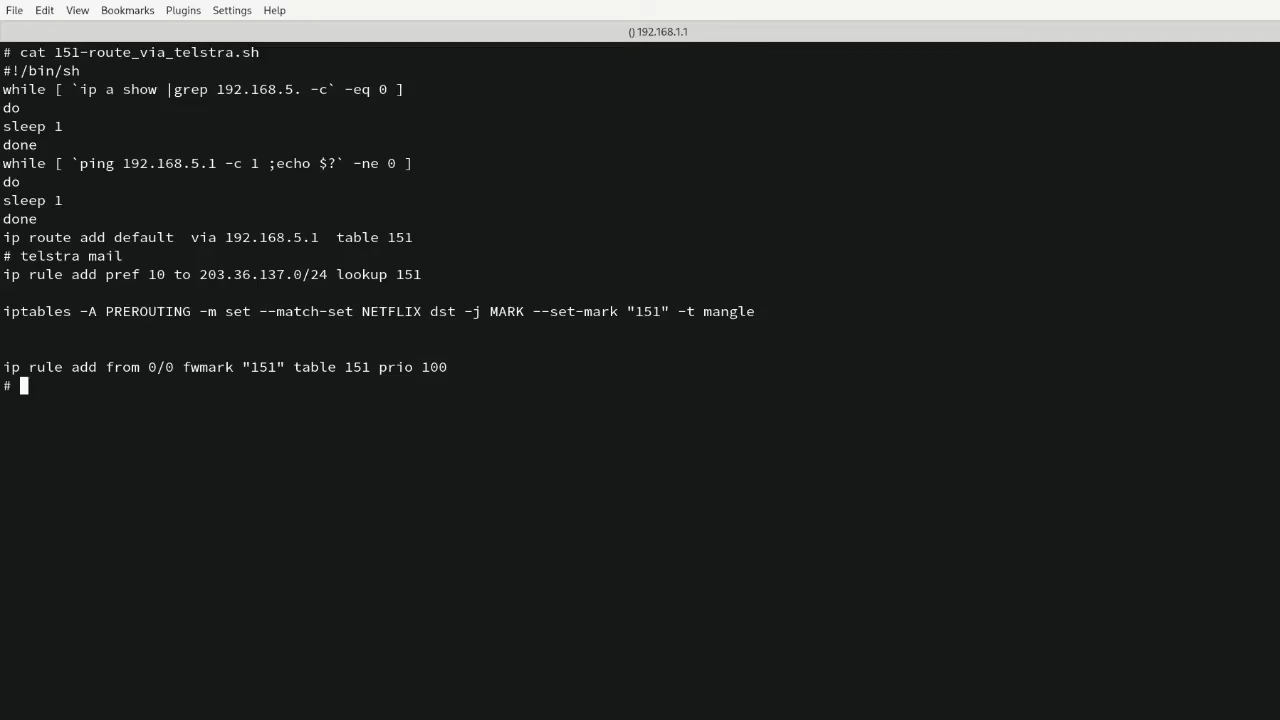 File Edit View Bookmarks Plugins Settings Help
() 192.168.1.1
# cat 151-route_via_telstra.sh
#!/bin/sh
while [ `ip a show |grep 192.168.5. -c` -eq 0 ]
do
sleep 1
done
while [ `ping 192.168.5.1 -c 1 ;echo $?` -ne 0 ]
do
sleep 1
done
ip route add default  via 192.168.5.1  table 151
# telstra mail
ip rule add pref 10 to 203.36.137.0/24 lookup 151
iptables -A PREROUTING -m set --match-set NETFLIX dst -j MARK --set-mark "151" -t mangle
ip rule add from 0/0 fwmark "151" table 151 prio 100
#